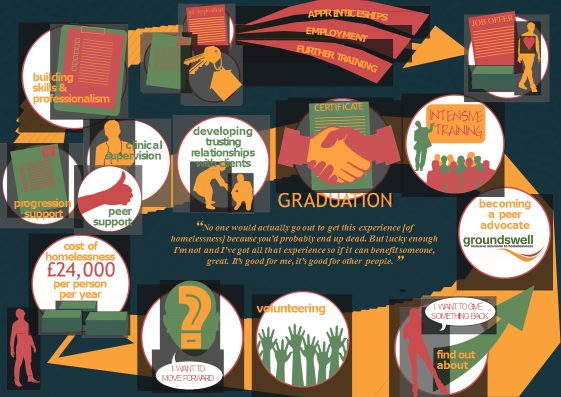 job application
APPRENTICESHIPS
EMPLOYMENT
FURTHER TRAINING
JOB OFFER
building
skills &
professionalism
clinical
supervision
developing
trusting
relationships
with clients
CERTIFICATE
INTENSIVE
TRAINING
progression
support
peer
support
GRADUATION
becoming
a peer
advocate
groundswell
inclusive solutions to homelessness
"No one would actually go out to get this experience [of
homelessness] because you'd probably end up dead. But lucky enough
I'm not and I've got all that experience so if it can benefit someone,
great. It's good for me, it's good for other people. "
cost of
homelessness
£24,000
per person
per year
?
I WANT TO
MOVE FORWARD
volunteering
I WANT TO GIVE
SOMETHING BACK
find out
about